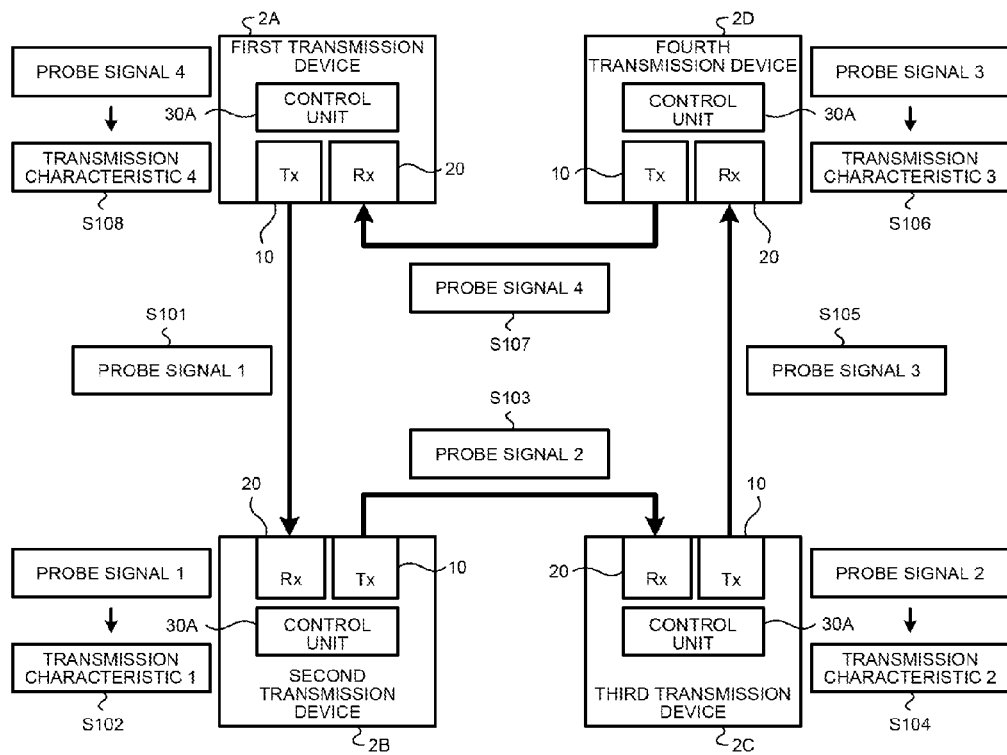 2A
2D
PROBE SIGNAL 4
FIRST TRANSMISSION
DEVICE
FOURTH
TRANSMISSION DEVICE
PROBE SIGNAL 3
30A
CONTROL
UNIT
CONTROL
UNIT
30A
TRANSMISSION
CHARACTERISTIC 4
Tx
Rx
20
10
Tx
Rx
TRANSMISSION
CHARACTERISTIC 3
S108
10
20
S106
PROBE SIGNAL 4
S107
S101
PROBE SIGNAL 1
S105
PROBE SIGNAL 3
S103
PROBE SIGNAL 2
20
10
PROBE SIGNAL 1
Rx
Tx
10
20
Rx
Tx
PROBE SIGNAL 2
30A
CONTROL
UNIT
CONTROL
UNIT
30A
TRANSMISSION
CHARACTERISTIC 1
SECOND
TRANSMISSION
DEVICE
THIRD TRANSMISSION
DEVICE
TRANSMISSION
CHARACTERISTIC 2
S102
2B
2C
S104